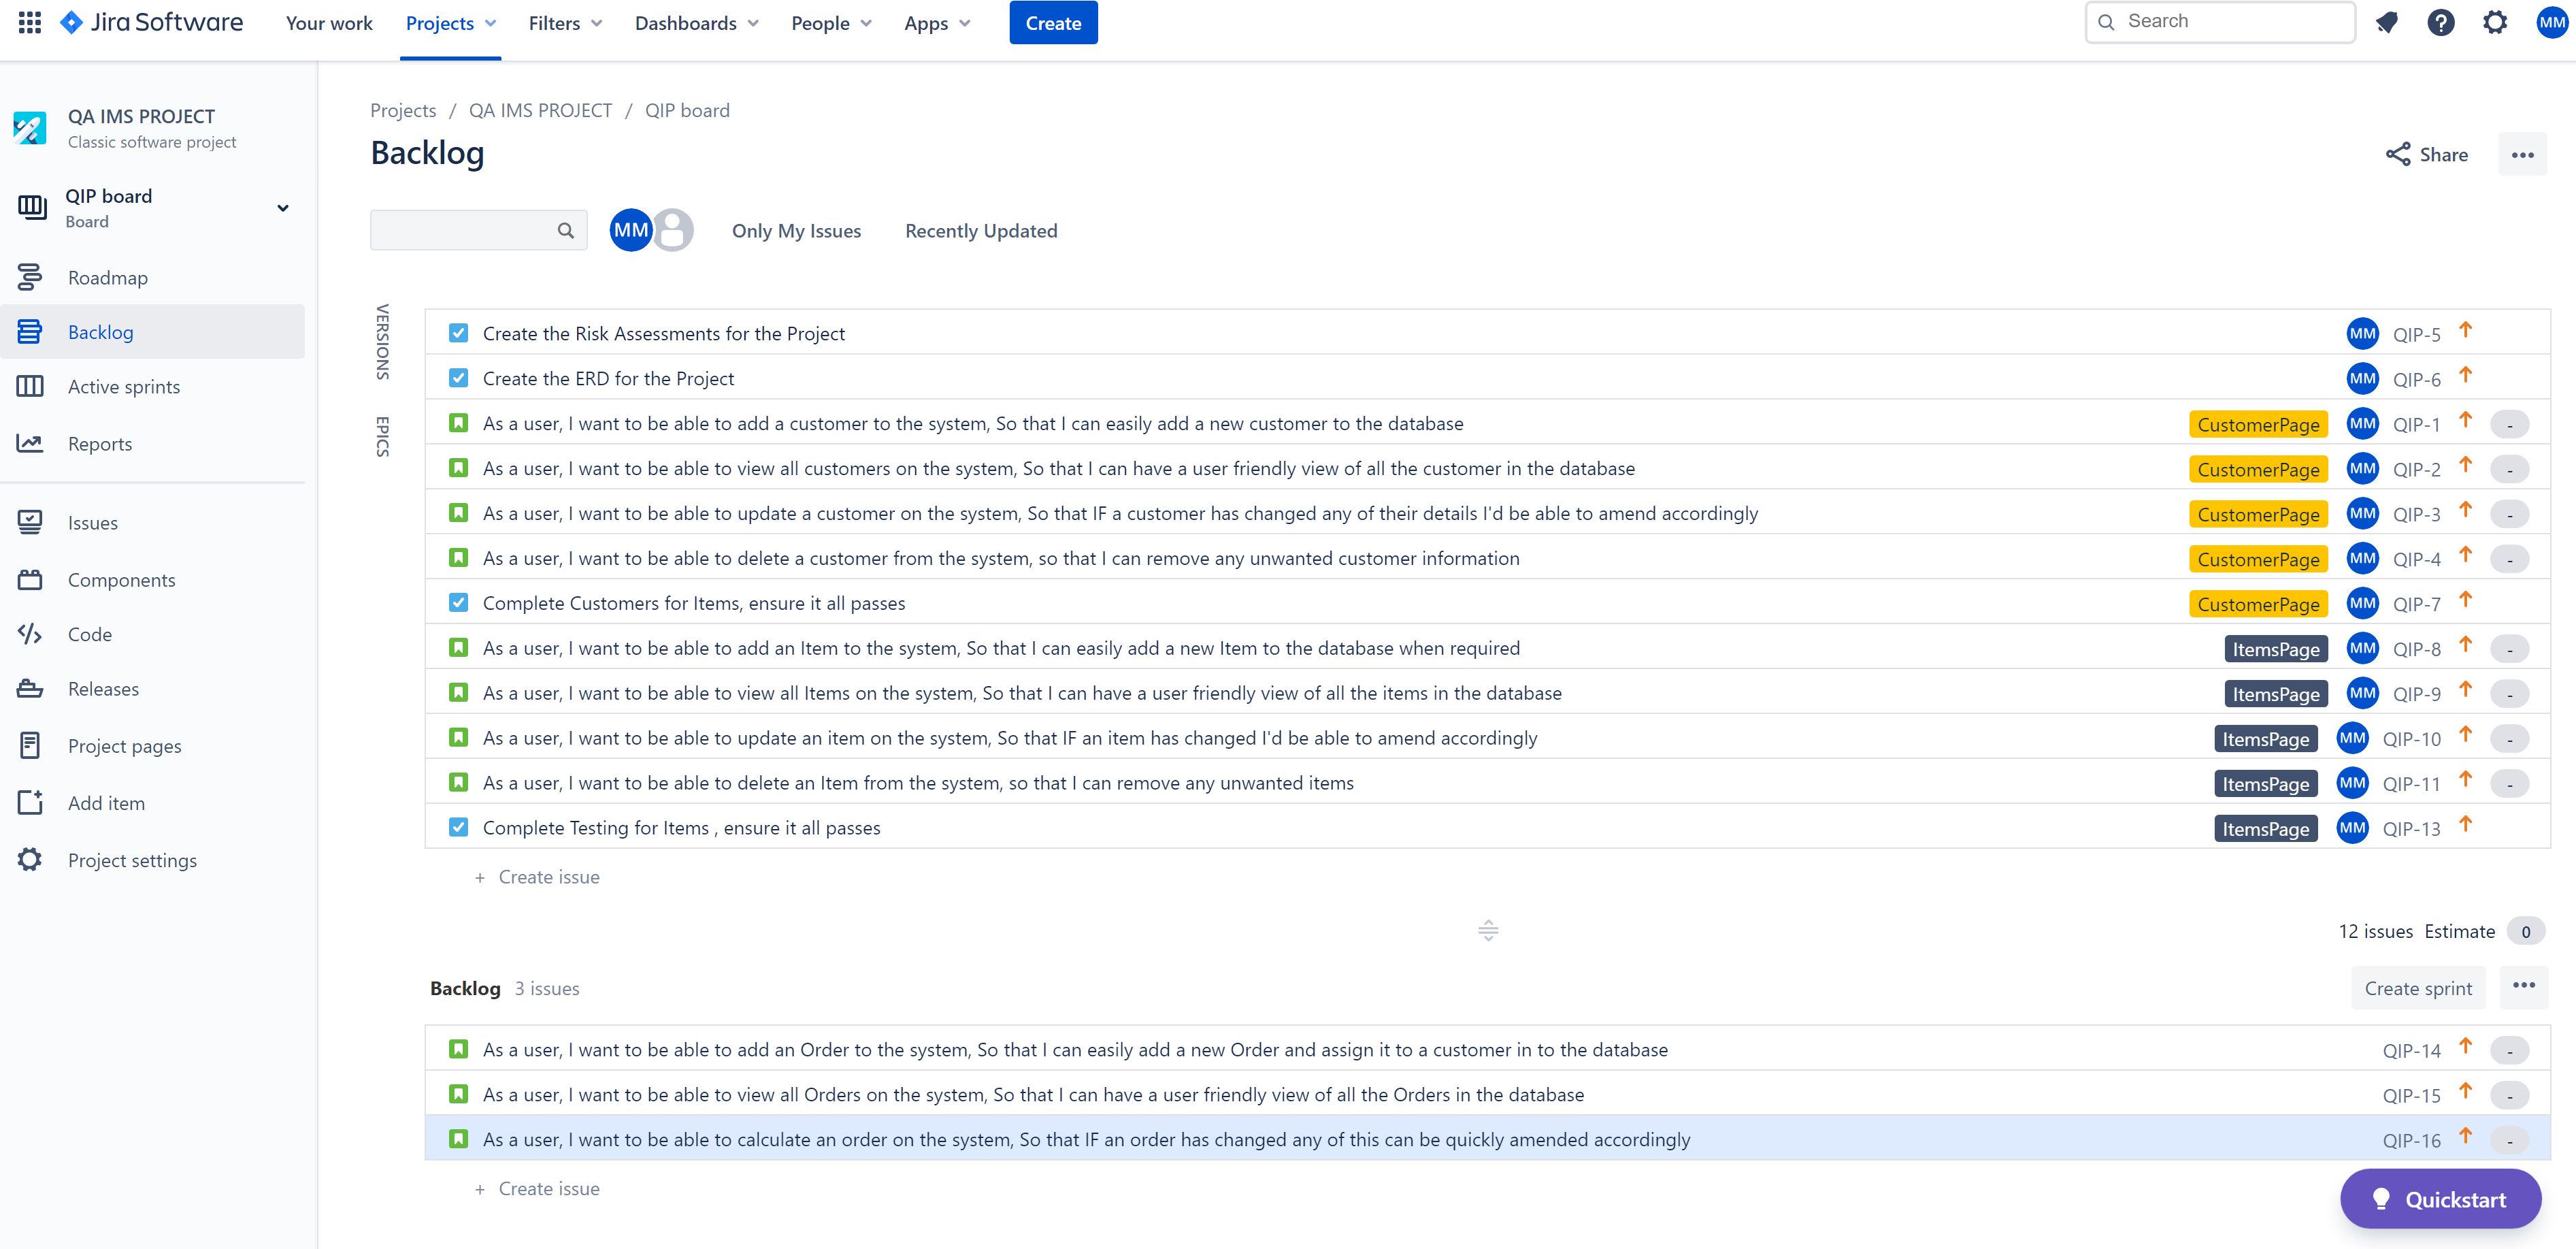 Jira Software Your work Projects Filters Dashboards People Apps Create Search MM
QA IMS PROJECT
Classic software project
QIP board
Board
Roadmap
Backlog
Active sprints
Reports
Issues
Components
Code
Releases
Project pages
Add item
Project settings
Projects / QA IMS PROJECT / QIP board
Backlog
Share
MM Only My Issues Recently Updated
VERSIONS
EPICS
Create the Risk Assessments for the Project MM QIP-5
Create the ERD for the Project MM QIP-6
As a user, I want to be able to add a customer to the system, So that I can easily add a new customer to the database CustomerPage MM QIP-1 -
As a user, I want to be able to view all customers on the system, So that I can have a user friendly view of all the customer in the database CustomerPage MM QIP-2 -
As a user, I want to be able to update a customer on the system, So that IF a customer has changed any of their details I'd be able to amend accordingly CustomerPage MM QIP-3 -
As a user, I want to be able to delete a customer from the system, so that I can remove any unwanted customer information CustomerPage MM QIP-4 -
Complete Customers for Items, ensure it all passes CustomerPage MM QIP-7
As a user, I want to be able to add an Item to the system, So that I can easily add a new Item to the database when required ItemsPage MM QIP-8 -
As a user, I want to be able to view all Items on the system, So that I can have a user friendly view of all the items in the database ItemsPage MM QIP-9 -
As a user, I want to be able to update an item on the system, So that IF an item has changed I'd be able to amend accordingly ItemsPage MM QIP-10 -
As a user, I want to be able to delete an Item from the system, so that I can remove any unwanted items ItemsPage MM QIP-11 -
Complete Testing for Items , ensure it all passes ItemsPage MM QIP-13
+ Create issue
12 issues Estimate 0
Backlog 3 issues Create sprint
As a user, I want to be able to add an Order to the system, So that I can easily add a new Order and assign it to a customer in to the database QIP-14 -
As a user, I want to be able to view all Orders on the system, So that I can have a user friendly view of all the Orders in the database QIP-15 -
As a user, I want to be able to calculate an order on the system, So that IF an order has changed any of this can be quickly amended accordingly QIP-16 -
+ Create issue
Quickstart